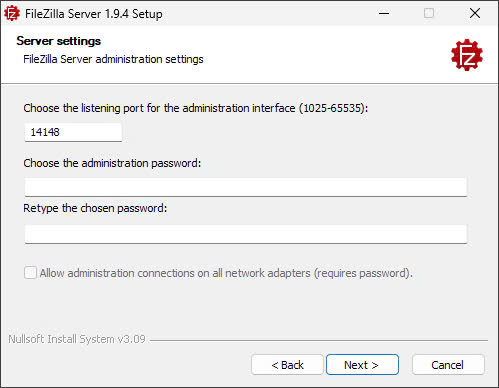 FileZilla Server 1.9.4 Setup
Server settings
FileZilla Server administration settings
Choose the listening port for the administration interface (1025-65535):
14148
Choose the administration password:
Retype the chosen password:
Allow administration connections on all network adapters (requires password).
Nullsoft Install System v3.09
< Back Next > Cancel